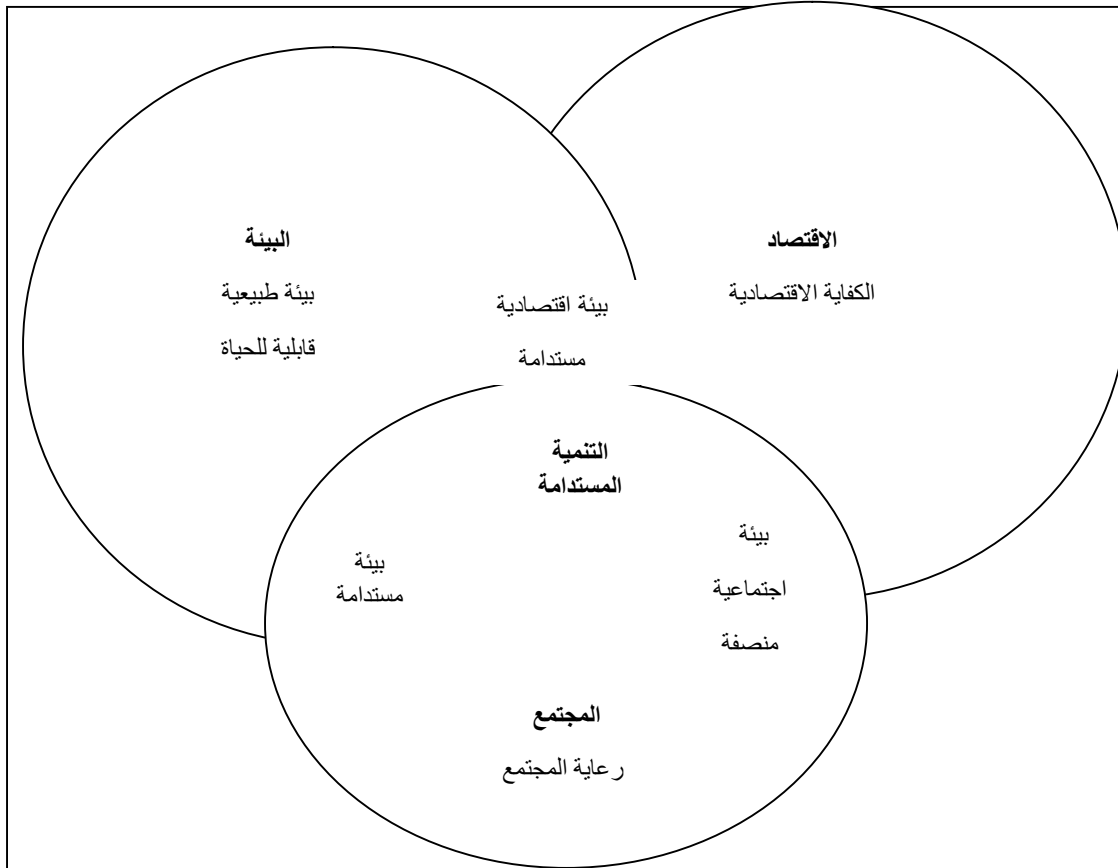 الاقتصاد
الكفاية الاقتصادية
البيئة
بيئة طبيعية
قابلية للحياة
بيئة اقتصادية
مستدامة
التنمية
المستدامة
بيئة
اجتماعية
منصفة
بيئة
مستدامة
المجتمع
رعاية المجتمع